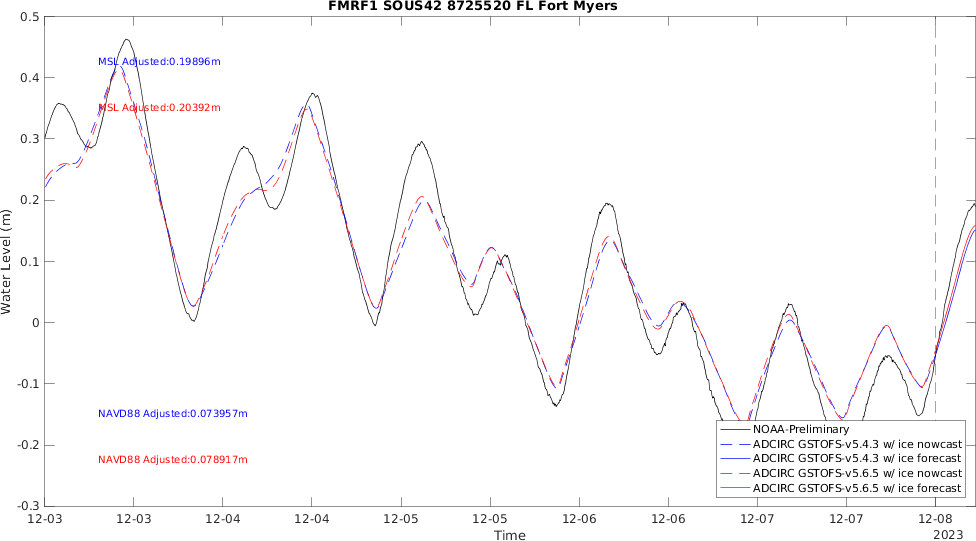 FMRF1 SOUS42 8725520 FL Fort Myers
0.5
0.4
0.3
0.2
0.1
0
-0.1
-0.2
-0.3
Water Level (m)
MSL Adjusted:0.19896m
MSL Adjusted:0.20392m
NAVD88 Adjusted:0.073957m
NAVD88 Adjusted:0.078917m
NOAA-Preliminary
ADCIRC GSTOFS-v5.4.3 w/ ice nowcast
ADCIRC GSTOFS-v5.4.3 w/ ice forecast
ADCIRC GSTOFS-v5.6.5 w/ ice nowcast
ADCIRC GSTOFS-v5.6.5 w/ ice forecast
12-03 12-03 12-04 12-04 12-05 12-05 12-06 12-06 12-07 12-07 12-08
Time 2023